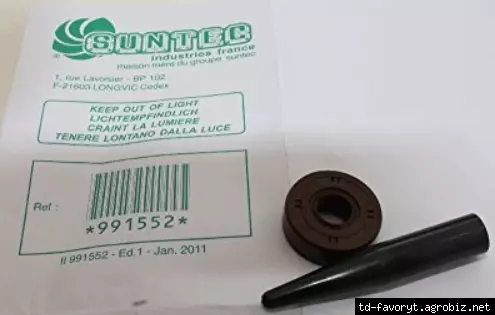 SUNTEC
industries france
maison mère du groupe suntec
1, rue Lavoisier - BP 102
F-21603 LONGVIC Cedex
KEEP OUT OF LIGHT
LICHTEMPFINDLICH
CRAINT LA LUMIERE
TENERE LONTANO DALLA LUCE
Ref :
*991552*
II 991552 - Ed.1 - Jan. 2011
td-favoryt.agrobiz.net